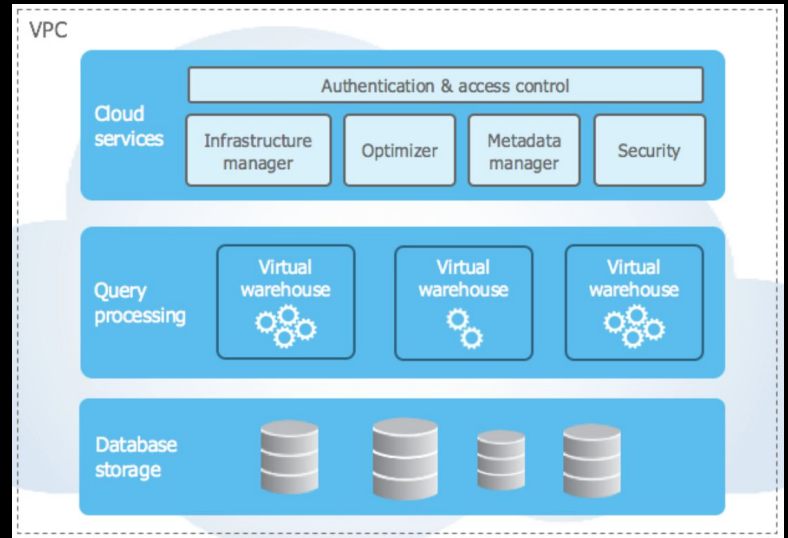 VPC
Authentication & access control
Cloud
services
Infrastructure
manager
Optimizer
Metadata
manager
Security
Query
processing
Virtual
warehouse
Virtual
warehouse
Virtual
warehouse
Database
storage